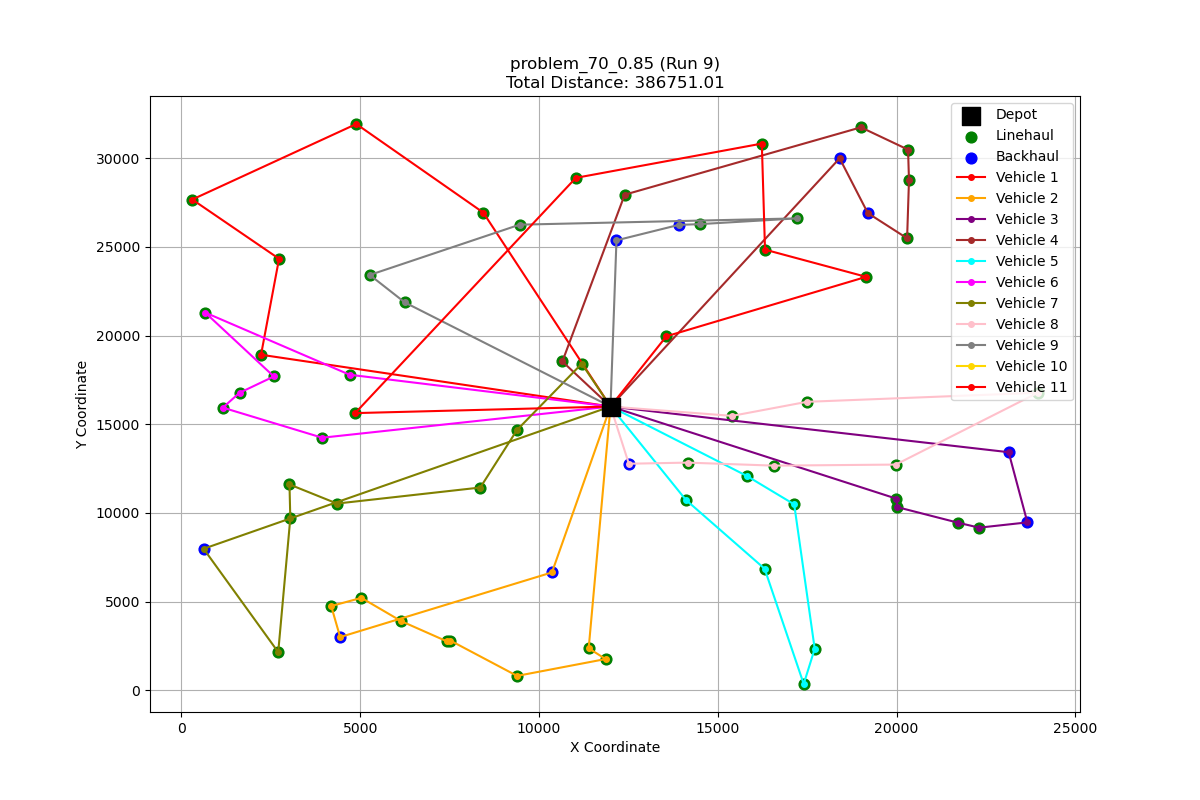 problem_70_0.85 (Run 9)
Total Distance: 386751.01
Y Coordinate
30000
25000
20000
15000
10000
5000
0
0
5000
10000
15000
20000
25000
X Coordinate
Depot
Linehaul
Backhaul
Vehicle 1
Vehicle 2
Vehicle 3
Vehicle 4
Vehicle 5
Vehicle 6
Vehicle 7
Vehicle 8
Vehicle 9
Vehicle 10
Vehicle 11